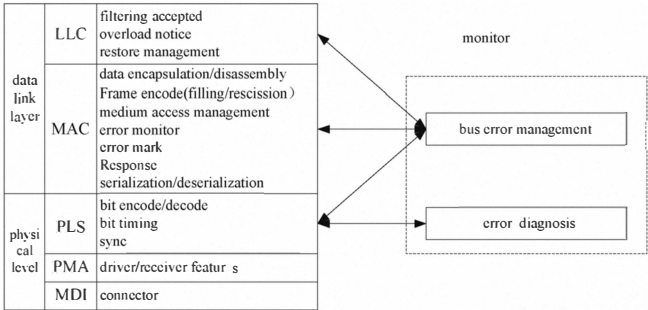 data
link
layer
LLC
filtering accepted
overload notice
restore management
MAC
data encapsulation/disassembly
Frame encode(filling/rescission)
medium access management
error monitor
error mark
Response
serialization/deserialization
physi
cal
level
PLS
bit encode/decode
bit timing
sync
PMA
driver/receiver featur s
MDI
connector
monitor
bus error management
error diagnosis